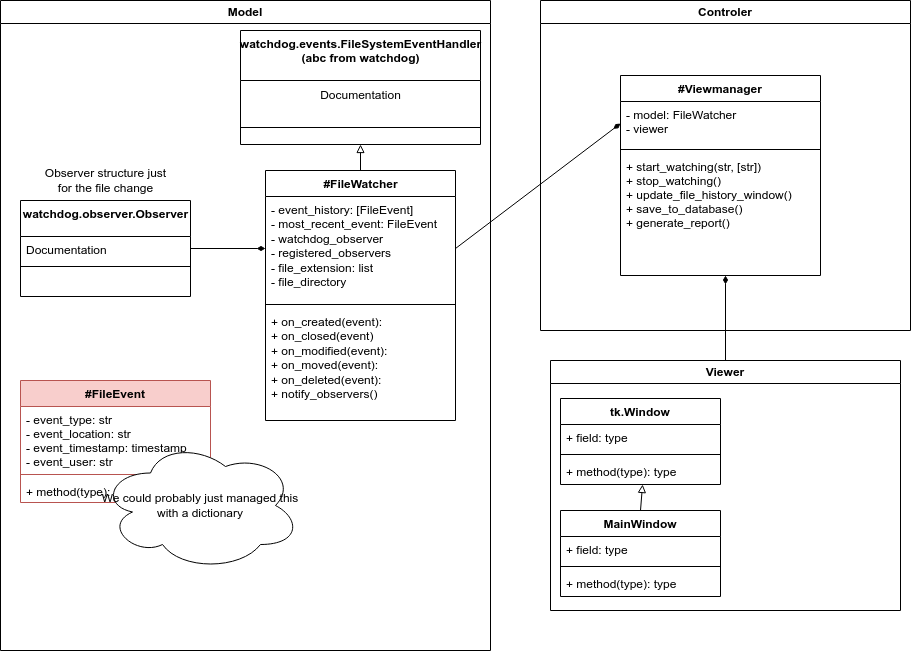 Model
watchdog.events.FileSystemEventHandler
(abc from watchdog)
Documentation
Observer structure just
for the file change
watchdog.observer.Observer
Documentation
#FileWatcher
- event_history: [FileEvent]
- most_recent_event: FileEvent
- watchdog_observer
- registered_observers
- file_extension: list
- file_directory
+ on_created(event):
+ on_closed(event)
+ on_modified(event):
+ on_moved(event):
+ on_deleted(event):
+ notify_observers()
#FileEvent
- event_type: str
- event_location: str
- event_timestamp: timestamp
- event_user: str
+ method(type):
We could probably just managed this
with a dictionary
Controler
#Viewmanager
- model: FileWatcher
- viewer
+ start_watching(str, [str])
+ stop_watching()
+ update_file_history_window()
+ save_to_database()
+ generate_report()
Viewer
tk.Window
+ field: type
+ method(type): type
MainWindow
+ field: type
+ method(type): type